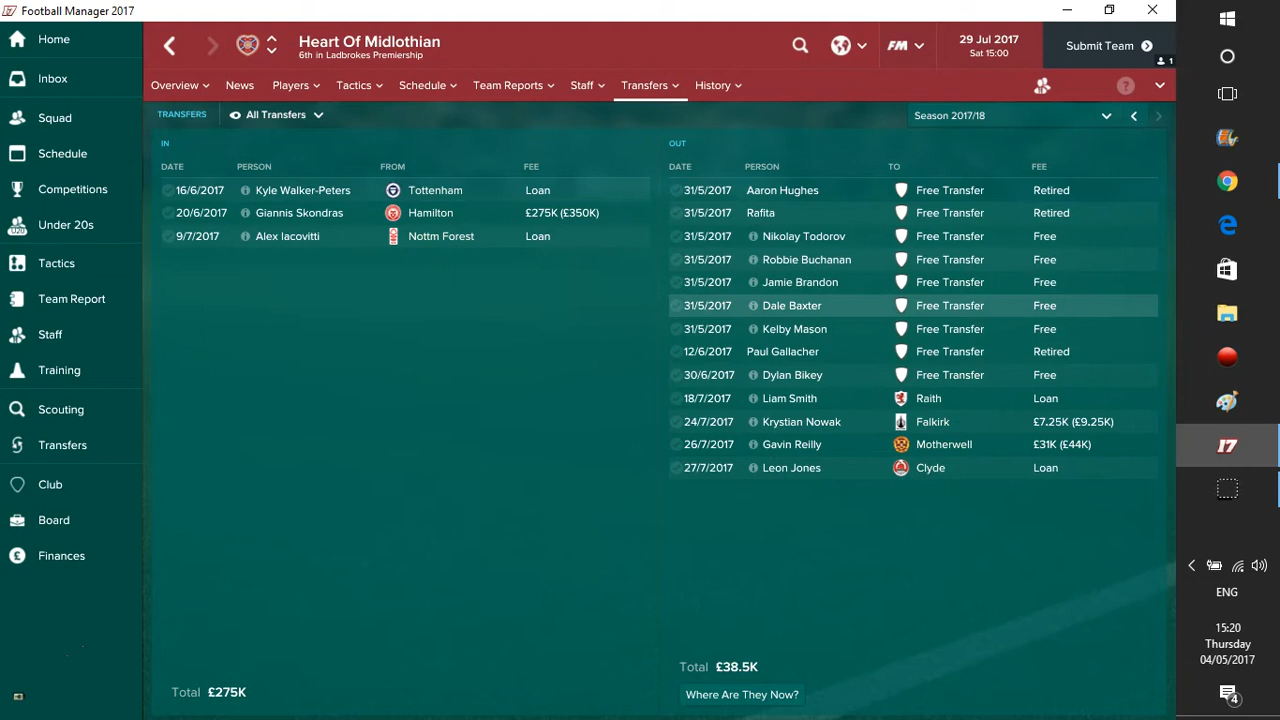 Football Manager 2017
Home
Inbox
Squad
Schedule
Competitions
Under 20s
Tactics
Team Report
Staff
Training
Scouting
Transfers
Club
Board
Finances
Heart Of Midlothian
6th in Ladbrokes Premiership
FM
29 Jul 2017
Sat 15:00
Submit Team
1
Overview News Players Tactics Schedule Team Reports Staff Transfers History
TRANSFERS All Transfers
Season 2017/18
IN
DATE PERSON FROM FEE
16/6/2017 Kyle Walker-Peters Tottenham Loan
20/6/2017 Giannis Skondras Hamilton £275K (£350K)
9/7/2017 Alex Iacovitti Nottm Forest Loan
Total £275K
OUT
DATE PERSON TO FEE
31/5/2017 Aaron Hughes Free Transfer Retired
31/5/2017 Rafita Free Transfer Retired
31/5/2017 Nikolay Todorov Free Transfer Free
31/5/2017 Robbie Buchanan Free Transfer Free
31/5/2017 Jamie Brandon Free Transfer Free
31/5/2017 Dale Baxter Free Transfer Free
31/5/2017 Kelby Mason Free Transfer Free
12/6/2017 Paul Gallacher Free Transfer Retired
30/6/2017 Dylan Bikey Free Transfer Free
18/7/2017 Liam Smith Raith Loan
24/7/2017 Krystian Nowak Falkirk £7.25K (£9.25K)
26/7/2017 Gavin Reilly Motherwell £31K (£44K)
27/7/2017 Leon Jones Clyde Loan
Total £38.5K
Where Are They Now?
17
ENG
15:20
Thursday
04/05/2017
4